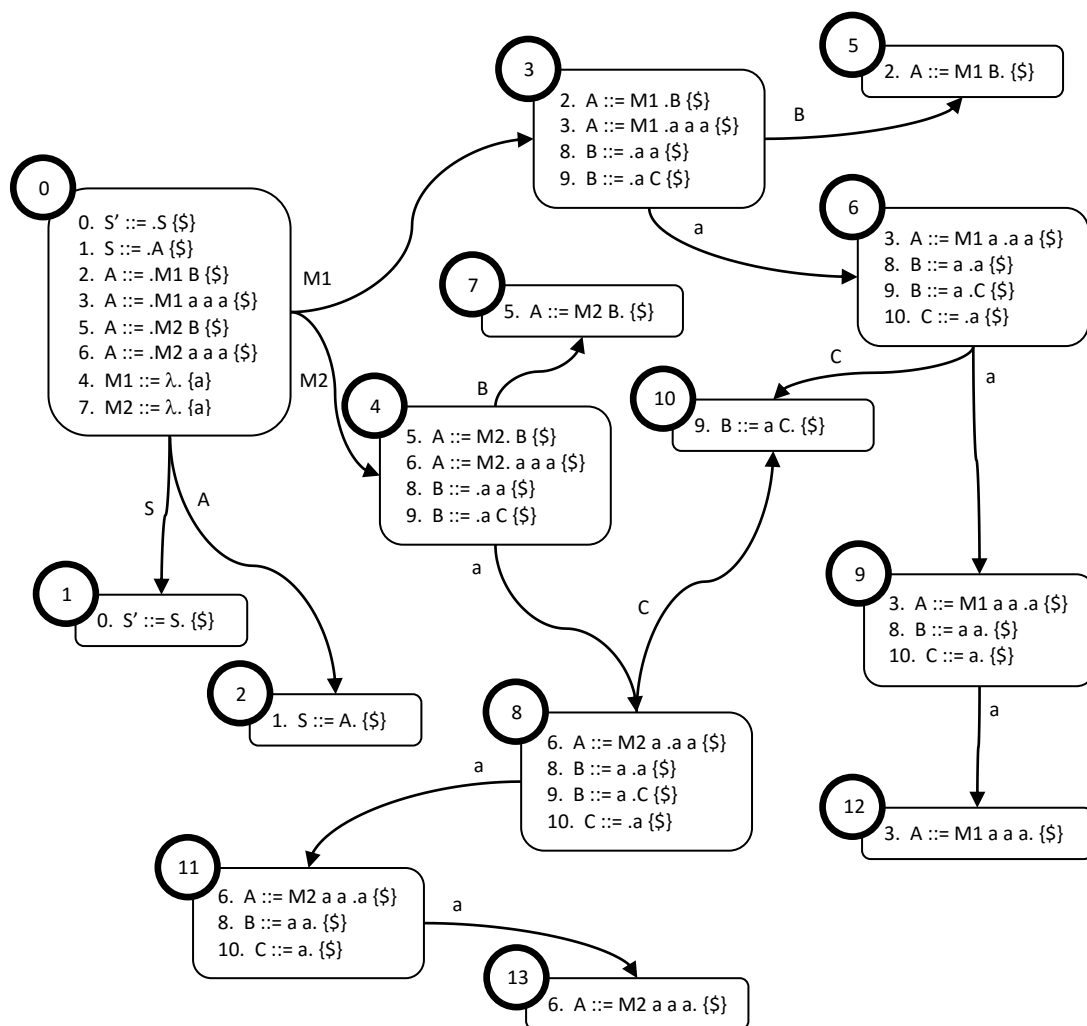 0
0. S’ ::= .S {$}
1. S ::= .A {$}
2. A ::= .M1 B {$}
3. A ::= .M1 a a a {$}
5. A ::= .M2 B {$}
6. A ::= .M2 a a a {$}
4. M1 ::= λ. {a}
7. M2 ::= λ. {a}
M1
M2
S
A
3
2. A ::= M1 .B {$}
3. A ::= M1 .a a a {$}
8. B ::= .a a {$}
9. B ::= .a C {$}
B
a
5
2. A ::= M1 B. {$}
6
3. A ::= M1 a .a a {$}
8. B ::= a .a {$}
9. B ::= a .C {$}
10. C ::= .a {$}
C
a
7
5. A ::= M2 B. {$}
B
4
5. A ::= M2. B {$}
6. A ::= M2. a a a {$}
8. B ::= .a a {$}
9. B ::= .a C {$}
a
10
9. B ::= a C. {$}
C
1
0. S’ ::= S. {$}
2
1. S ::= A. {$}
9
3. A ::= M1 a a .a {$}
8. B ::= a a. {$}
10. C ::= a. {$}
a
8
6. A ::= M2 a .a a {$}
8. B ::= a .a {$}
9. B ::= a .C {$}
10. C ::= .a {$}
a
12
3. A ::= M1 a a a. {$}
11
6. A ::= M2 a a .a {$}
8. B ::= a a. {$}
10. C ::= a. {$}
a
13
6. A ::= M2 a a a. {$}